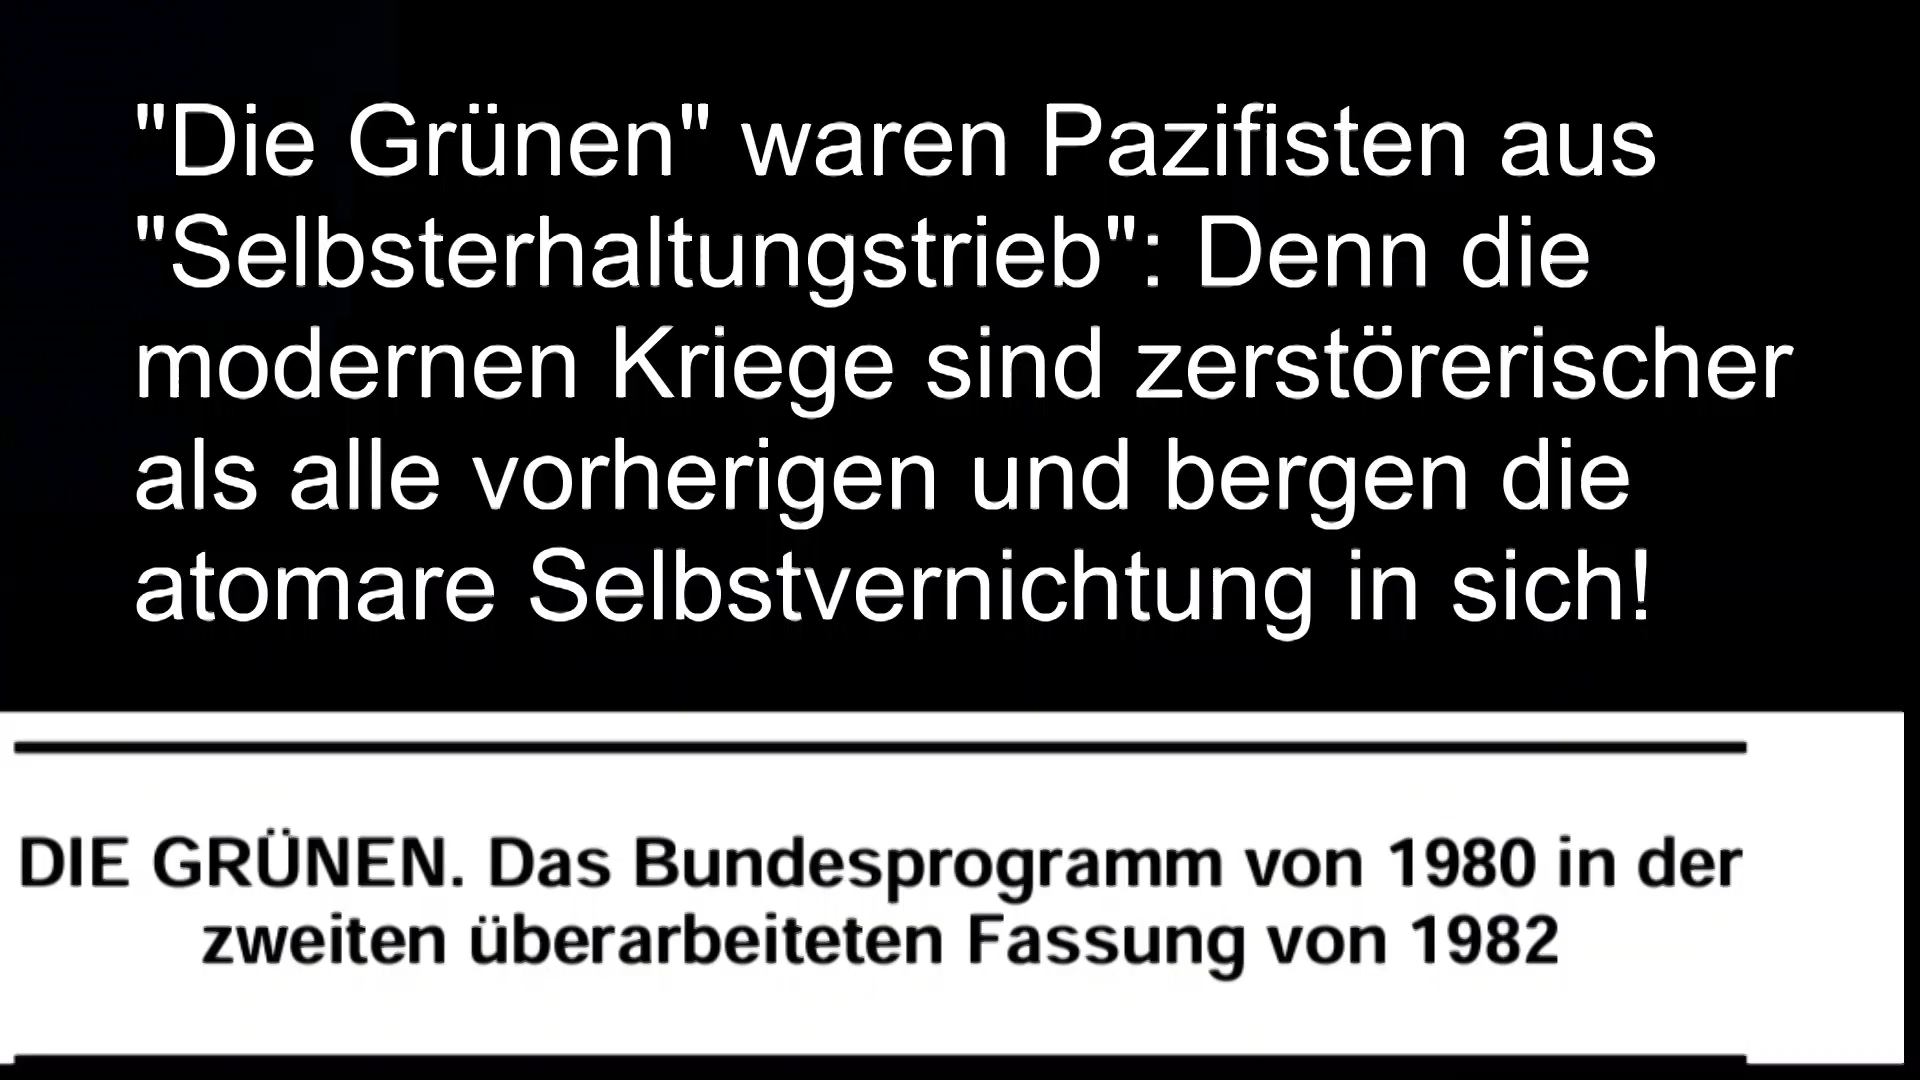 "Die Grünen" waren Pazifisten aus
"Selbsterhaltungstrieb": Denn die
modernen Kriege sind zerstörerischer
als alle vorherigen und bergen die
atomare Selbstvernichtung in sich!
DIE GRÜNEN. Das Bundesprogramm von 1980 in der
zweiten überarbeiteten Fassung von 1982